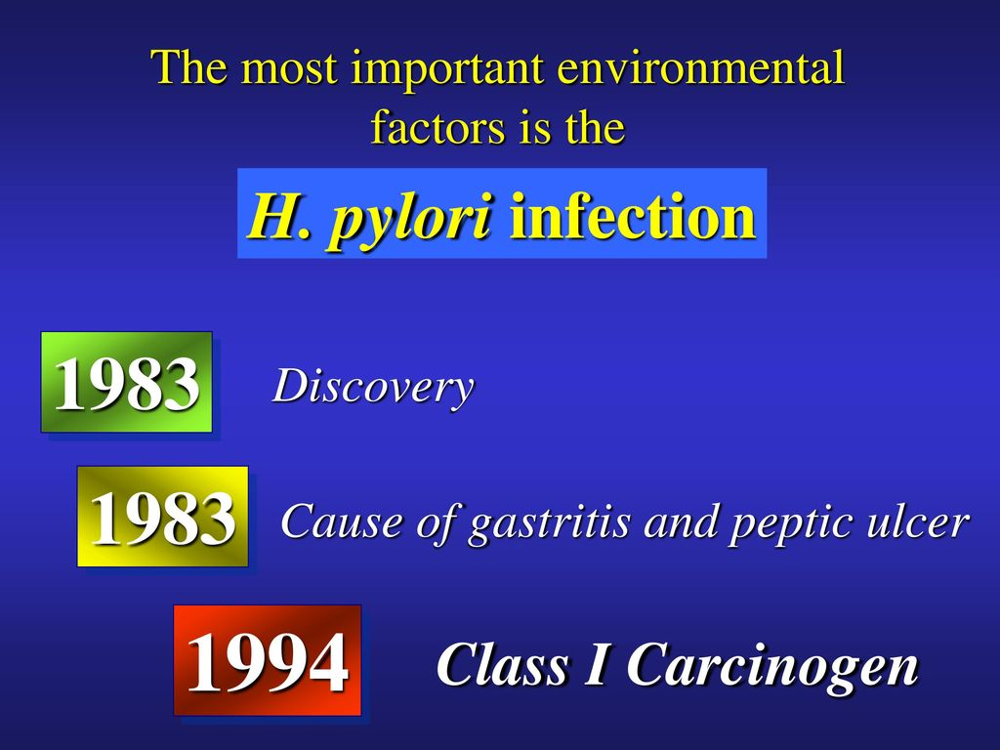 The most important environmental
factors is the
H. pylori infection
1983 Discovery
1983 Cause of gastritis and peptic ulcer
1994 Class I Carcinogen